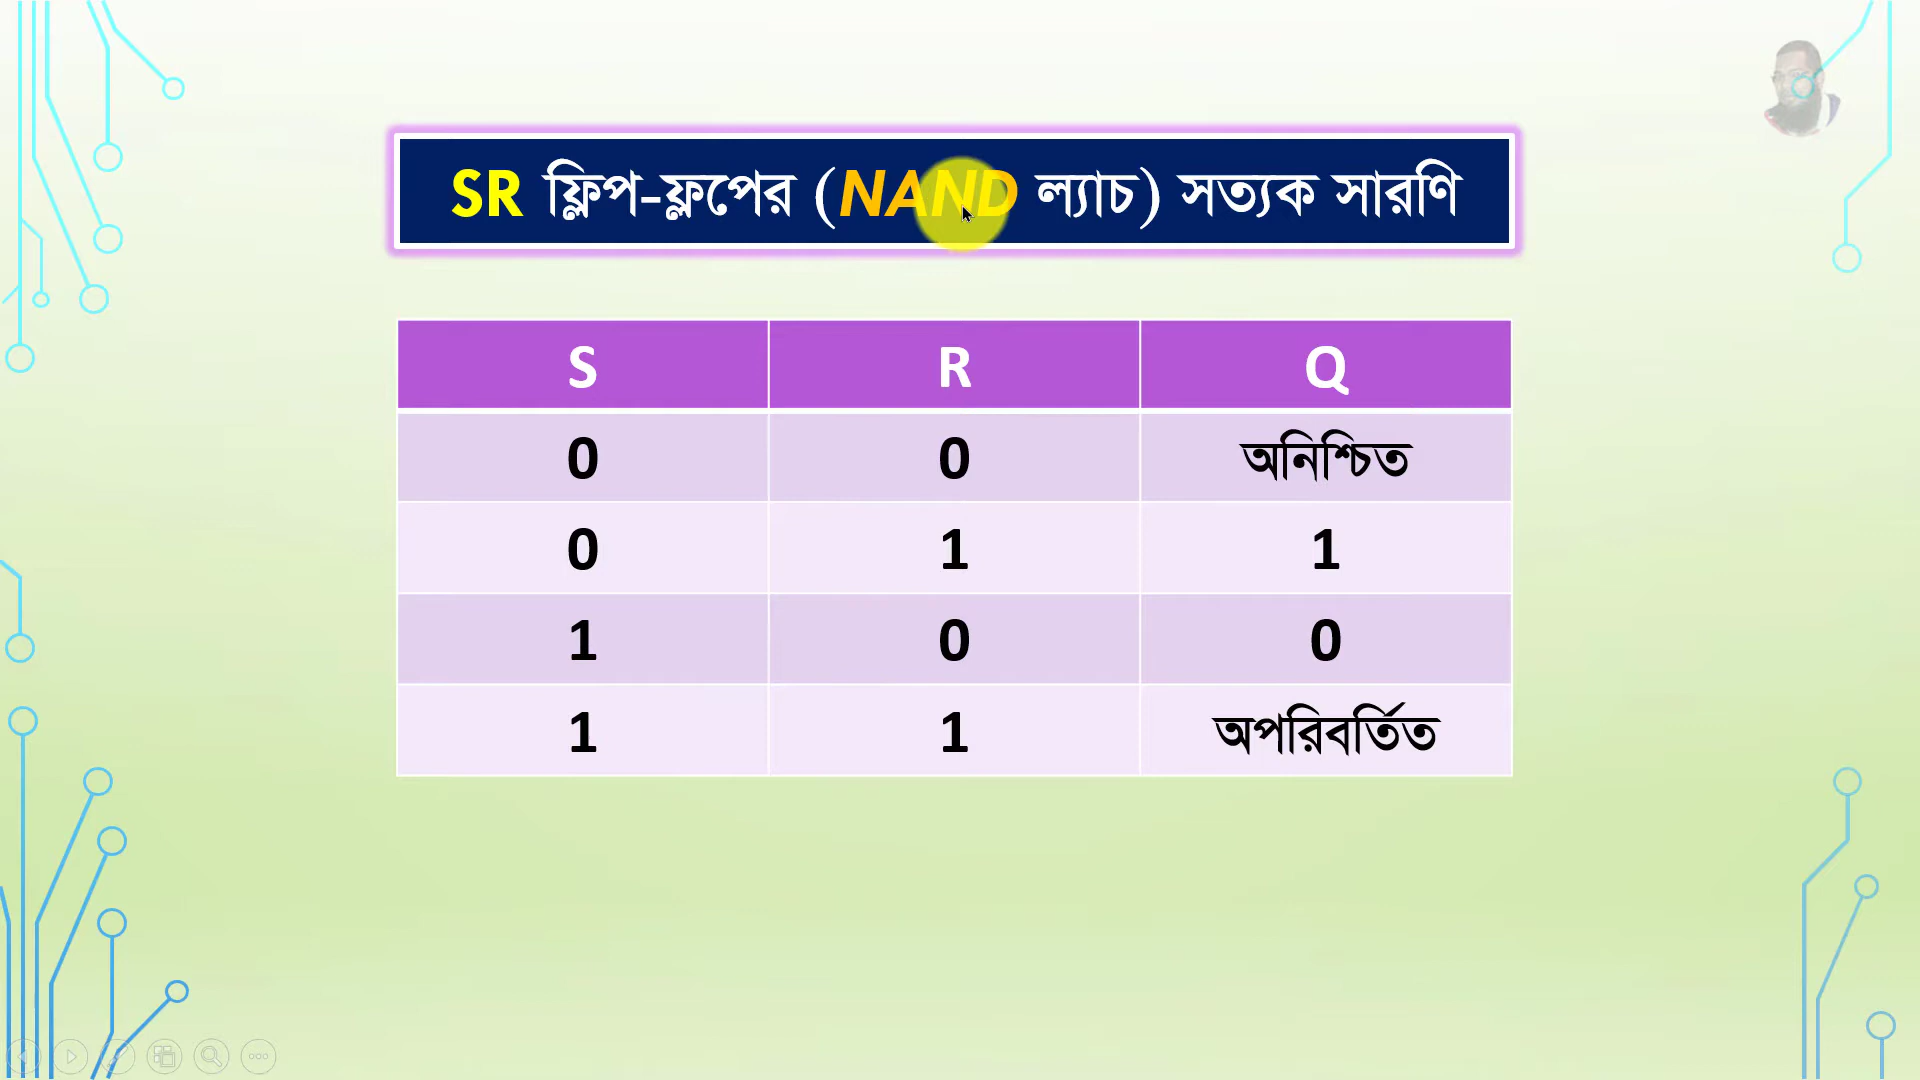 SR ফ্লিপ-ফ্লপের (NAND ল্যাচ) সত্যক সারণি
S R Q
0 0 অনিশ্চিত
0 1 1
1 0 0
1 1 অপরিবর্তিত